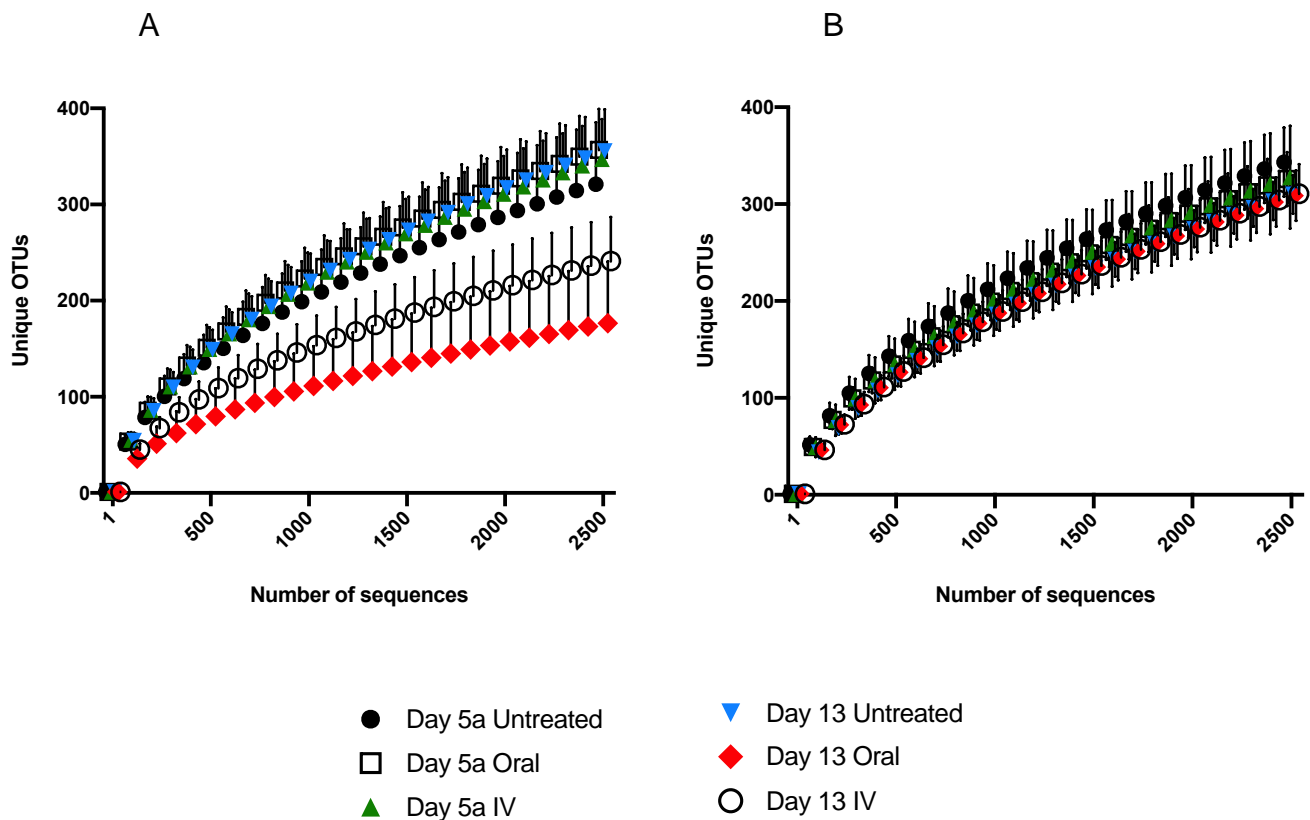 A
B
400
300
200
100
0
Unique OTUs
1
500
1000
1500
2000
2500
Number of sequences
400
300
200
100
0
Unique OTUs
1
500
1000
1500
2000
2500
Number of sequences
Day 5a Untreated
Day 5a Oral
Day 5a IV
Day 13 Untreated
Day 13 Oral
Day 13 IV